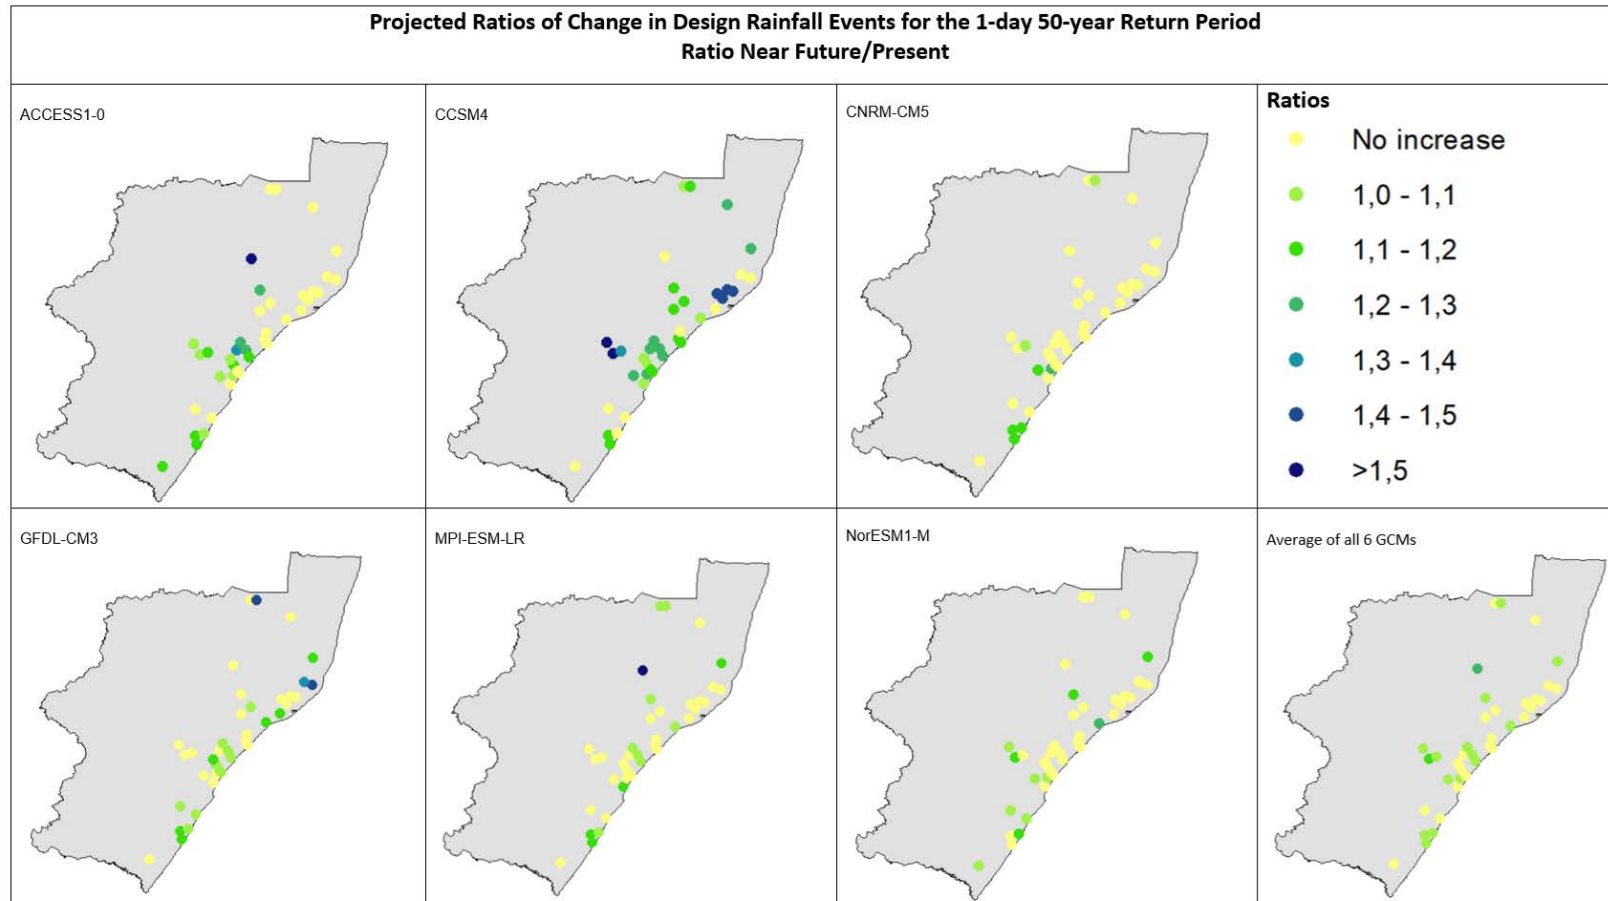 Projected Ratios of Change in Design Rainfall Events for the 1-day 50-year Return Period
Ratio Near Future/Present
ACCESS1-0
CCSM4
CNRM-CM5
Ratios
No increase
1,0 - 1,1
1,1 - 1,2
1,2 - 1,3
1,3 - 1,4
1,4 - 1,5
>1,5
GFDL-CM3
MPI-ESM-LR
NorESM1-M
Average of all 6 GCMs